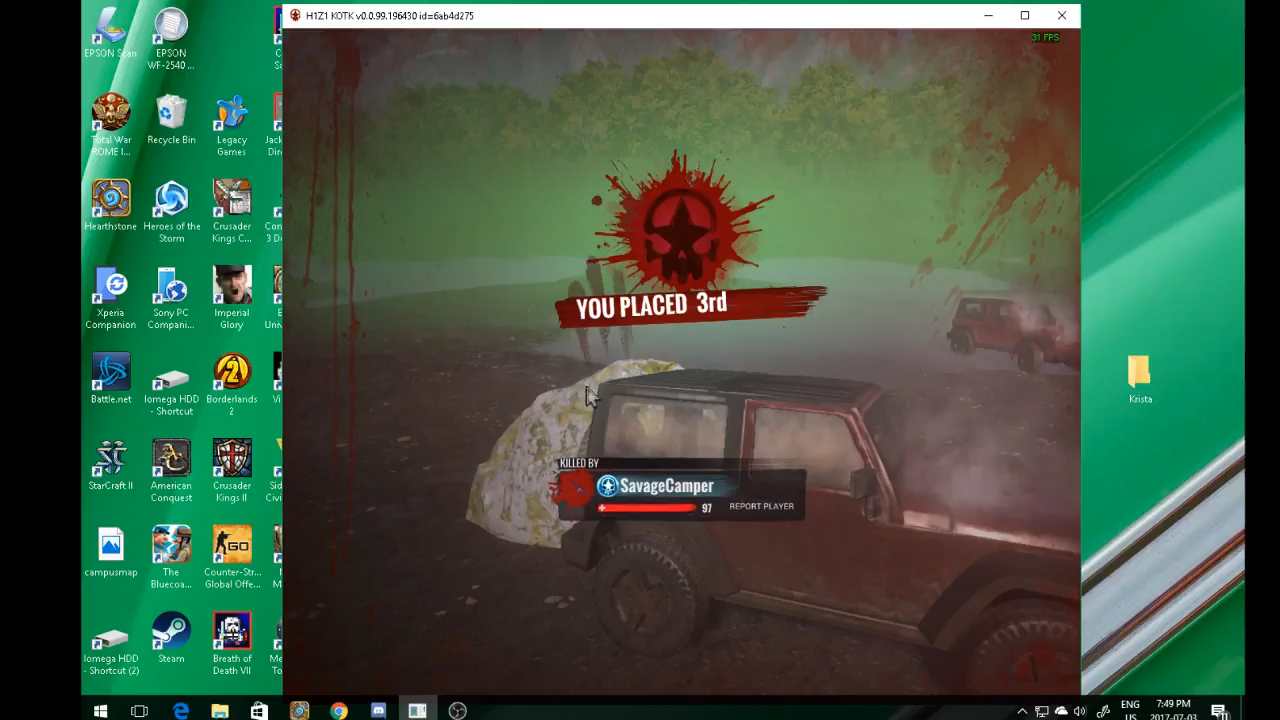 H1Z1 KOTK v0.0.99.196430 id=6ab4d275
31 FPS
YOU PLACED 3rd
KILLED BY
SavageCamper
97
REPORT PLAYER
EPSON Scan
EPSON
WF-2540 ...
Total War
ROME I...
Recycle Bin
Legacy
Games
Hearthstone
Heroes of the
Storm
Crusader
Kings C...
Xperia
Companion
Sony PC
Compani...
Imperial
Glory
Battle.net
Iomega HDD
- Shortcut
Borderlands
2
StarCraft II
American
Conquest
Crusader
Kings II
campusmap
The
Bluecoa...
Counter-Str...
Global Offe...
Iomega HDD
- Shortcut (2)
Steam
Breath of
Death VII
Krista
ENG
US
7:49 PM
2017-07-03